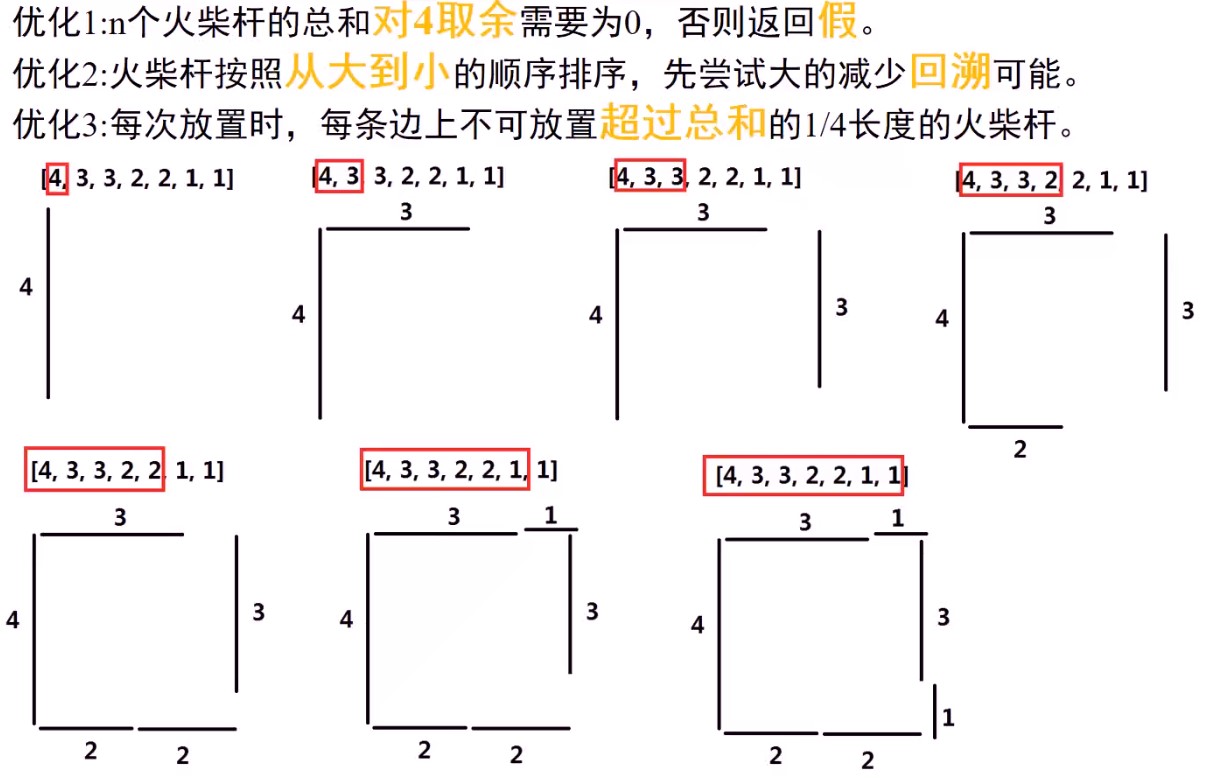 优化1:n个火柴杆的总和对4取余需要为0，否则返回假。
优化2:火柴杆按照从大到小的顺序排序，先尝试大的减少回溯可能。
优化3:每次放置时，每条边上不可放置超过总和的1/4长度的火柴杆。
[4, 3, 3, 2, 2, 1, 1]
4
[4, 3, 3, 2, 2, 1, 1]
3
4
[4, 3, 3, 2, 2, 1, 1]
3
4
3
[4, 3, 3, 2, 2, 1, 1]
3
4
3
2
[4, 3, 3, 2, 2, 1, 1]
3
4
3
2
2
[4, 3, 3, 2, 2, 1, 1]
3
1
4
3
2
2
[4, 3, 3, 2, 2, 1, 1]
3
1
4
3
1
2
2